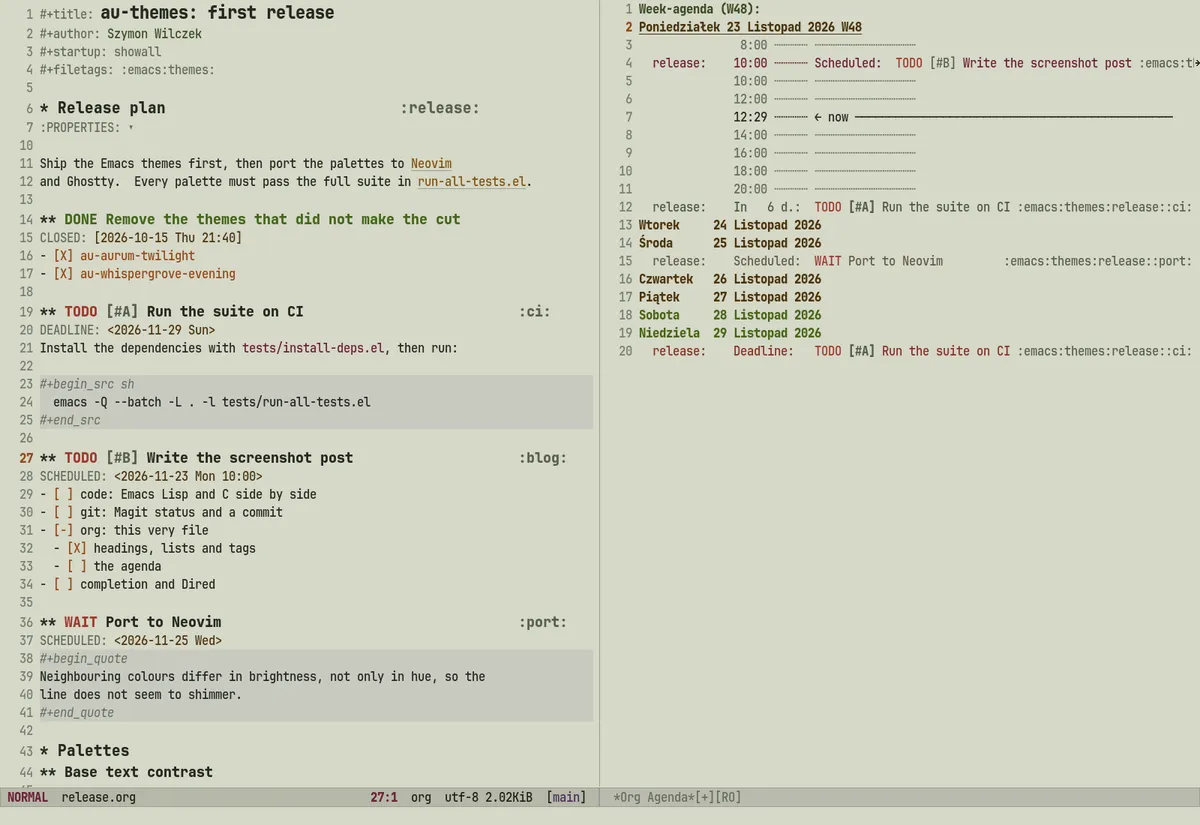 1 #+title: au-themes: first release
2 #+author: Szymon Wilczek
3 #+startup: showall
4 #+filetags: :emacs:themes:
5
6 * Release plan :release:
7 :PROPERTIES: ▾
10
11 Ship the Emacs themes first, then port the palettes to Neovim
12 and Ghostty.  Every palette must pass the full suite in run-all-tests.el.
13
14 ** DONE Remove the themes that did not make the cut
15 CLOSED: [2026-10-15 Thu 21:40]
16 - [X] au-aurum-twilight
17 - [X] au-whispergrove-evening
18
19 ** TODO [#A] Run the suite on CI :ci:
20 DEADLINE: <2026-11-29 Sun>
21 Install the dependencies with tests/install-deps.el, then run:
22
23 #+begin_src sh
24   emacs -Q --batch -L . -l tests/run-all-tests.el
25 #+end_src
26
27 ** TODO [#B] Write the screenshot post :blog:
28 SCHEDULED: <2026-11-23 Mon 10:00>
29 - [ ] code: Emacs Lisp and C side by side
30 - [ ] git: Magit status and a commit
31 - [-] org: this very file
32   - [X] headings, lists and tags
33   - [ ] the agenda
34 - [ ] completion and Dired
35
36 ** WAIT Port to Neovim :port:
37 SCHEDULED: <2026-11-25 Wed>
38 #+begin_quote
39 Neighbouring colours differ in brightness, not only in hue, so the
40 line does not seem to shimmer.
41 #+end_quote
42
43 * Palettes
44 ** Base text contrast
NORMAL release.org 27:1 org utf-8 2.02KiB [main]
1 Week-agenda (W48):
2 Poniedziałek 23 Listopad 2026 W48
3 8:00 ┄┄┄┄┄ ┄┄┄┄┄┄┄┄┄┄┄┄┄┄┄
4 release: 10:00 ┄┄┄┄┄ Scheduled: TODO [#B] Write the screenshot post :emacs:t
5 10:00 ┄┄┄┄┄ ┄┄┄┄┄┄┄┄┄┄┄┄┄┄┄
6 12:00 ┄┄┄┄┄ ┄┄┄┄┄┄┄┄┄┄┄┄┄┄┄
7 12:29 ┄┄┄┄┄ ← now ───────────────────────────────────────────────
8 14:00 ┄┄┄┄┄ ┄┄┄┄┄┄┄┄┄┄┄┄┄┄┄
9 16:00 ┄┄┄┄┄ ┄┄┄┄┄┄┄┄┄┄┄┄┄┄┄
10 18:00 ┄┄┄┄┄ ┄┄┄┄┄┄┄┄┄┄┄┄┄┄┄
11 20:00 ┄┄┄┄┄ ┄┄┄┄┄┄┄┄┄┄┄┄┄┄┄
12 release: In 6 d.: TODO [#A] Run the suite on CI :emacs:themes:release::ci:
13 Wtorek 24 Listopad 2026
14 Środa 25 Listopad 2026
15 release: Scheduled: WAIT Port to Neovim :emacs:themes:release::port:
16 Czwartek 26 Listopad 2026
17 Piątek 27 Listopad 2026
18 Sobota 28 Listopad 2026
19 Niedziela 29 Listopad 2026
20 release: Deadline: TODO [#A] Run the suite on CI :emacs:themes:release::ci:
*Org Agenda*[+][RO]